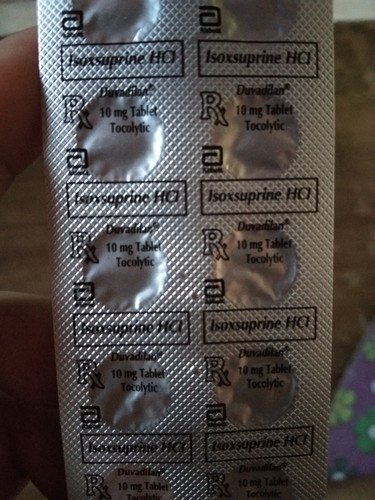 Isoxsuprine HCl Isoxsuprine HCl
Duvadilan® Duvadilan®
Rx 10 mg Tablet Rx 10 mg Tablet
Tocolytic Tocolytic
Isoxsuprine HCl Isoxsuprine HCl
Duvadilan® Duvadilan®
Rx 10 mg Tablet Rx 10 mg Tablet
Tocolytic Tocolytic
Isoxsuprine HCl Isoxsuprine HCl
Duvadilan® Duvadilan®
Rx 10 mg Tablet Rx 10 mg Tablet
Tocolytic Tocolytic
Isoxsuprine HCl Isoxsuprine HCl
Duvadilan® Duvadilan®
Rx 10 mg Tablet Rx 10 mg Tablet
Tocolytic Tocolytic